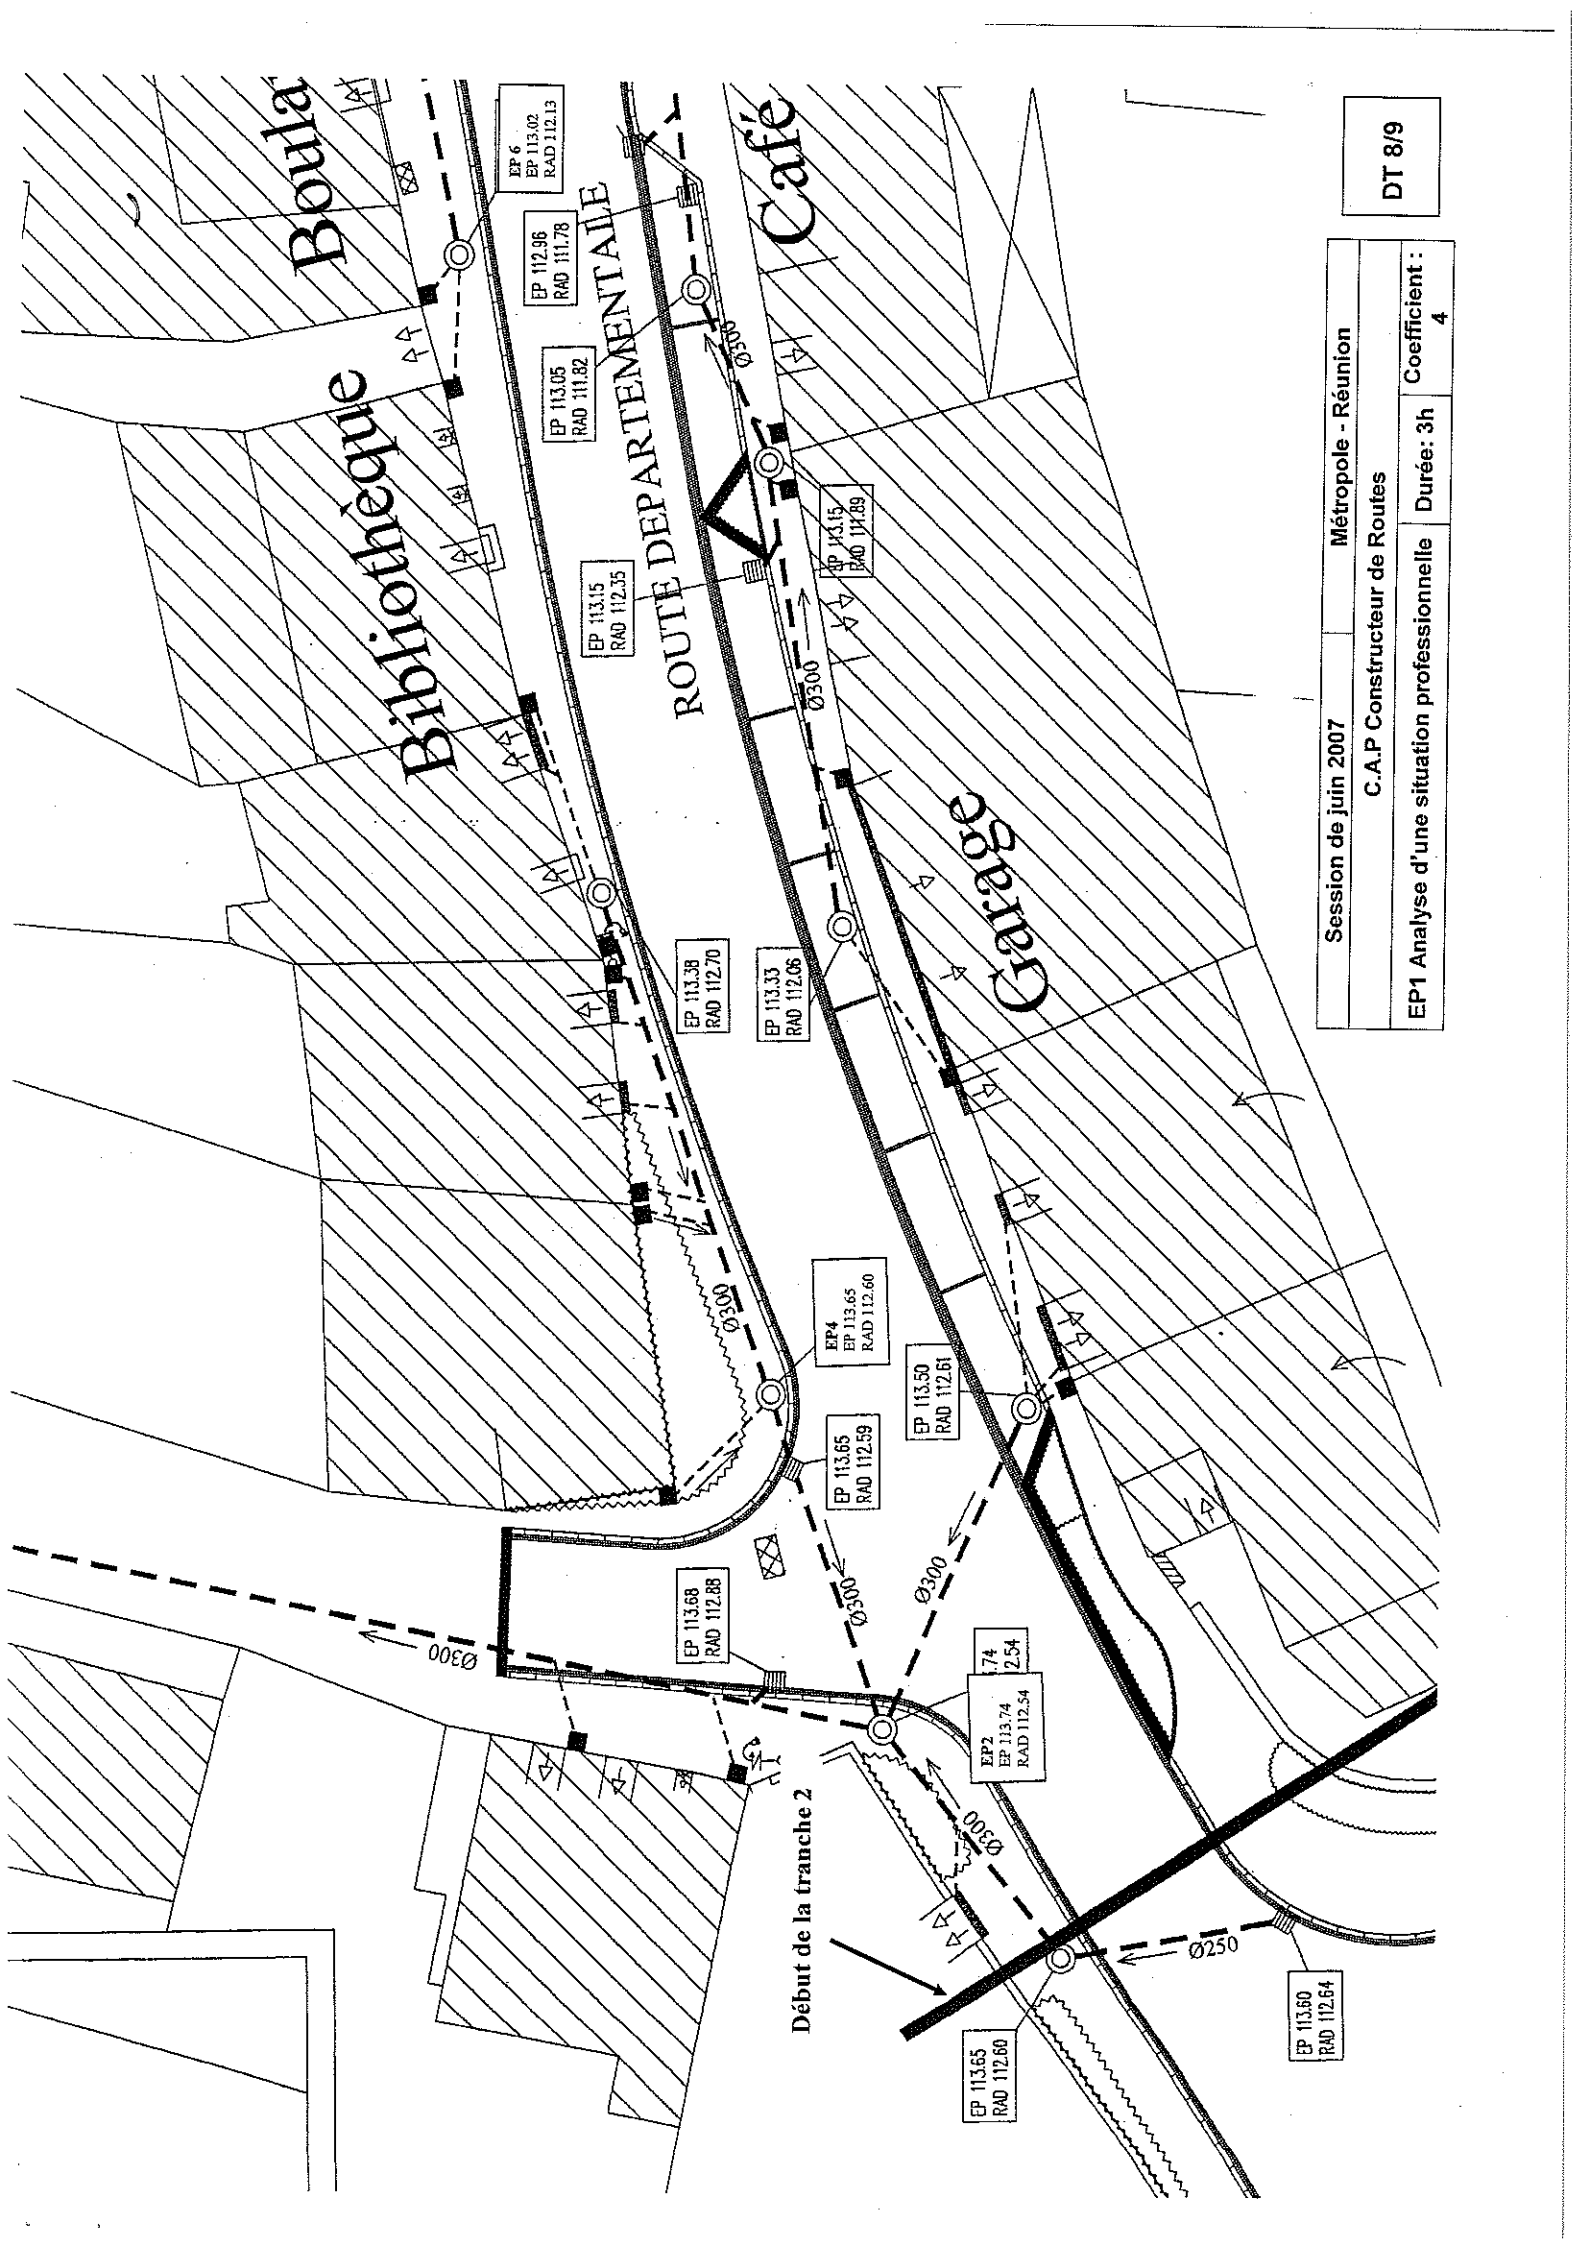 Boula
Bibliothèque
ROUTE DEPARTEMENTALE
Café
Garage
EP 6
EP 113.02
RAD 112.13
EP 112.96
RAD 111.78
EP 113.05
RAD 111.82
EP 113.15
RAD 112.35
EP 113.15
RAD 111.89
EP 113.38
RAD 112.70
EP 113.33
RAD 112.06
EP4
EP 113.65
RAD 112.60
EP 113.65
RAD 112.59
EP 113.50
RAD 112.61
EP 113.68
RAD 112.88
.74
2.54
EP2
EP 113.74
RAD 112.54
EP 113.65
RAD 112.60
EP 113.60
RAD 112.64
Ø300
Ø300
Ø300
Ø300
Ø300
Ø300
Ø300
Ø250
Début de la tranche 2
Session de juin 2007
Métropole - Réunion
C.A.P Constructeur de Routes
EP1 Analyse d'une situation professionnelle
Durée: 3h
Coefficient :
4
DT 8/9